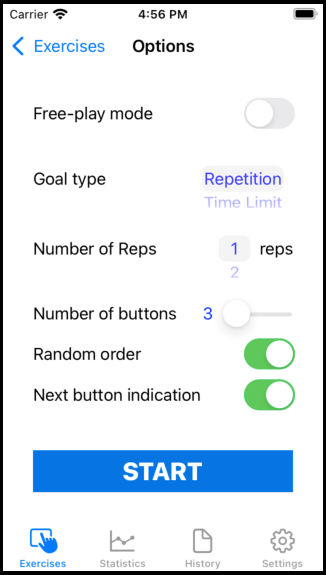 Carrier 4:56 PM
Exercises Options
Free-play mode
Goal type Repetition
Time Limit
Number of Reps 1 reps
2
Number of buttons 3
Random order
Next button indication
START
Exercises Statistics History Settings